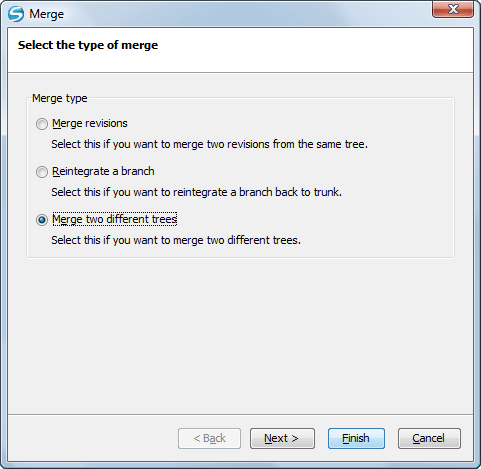 Merge
Select the type of merge
Merge type
Merge revisions
Select this if you want to merge two revisions from the same tree.
Reintegrate a branch
Select this if you want to reintegrate a branch back to trunk.
Merge two different trees
Select this if you want to merge two different trees.
< Back Next > Finish Cancel